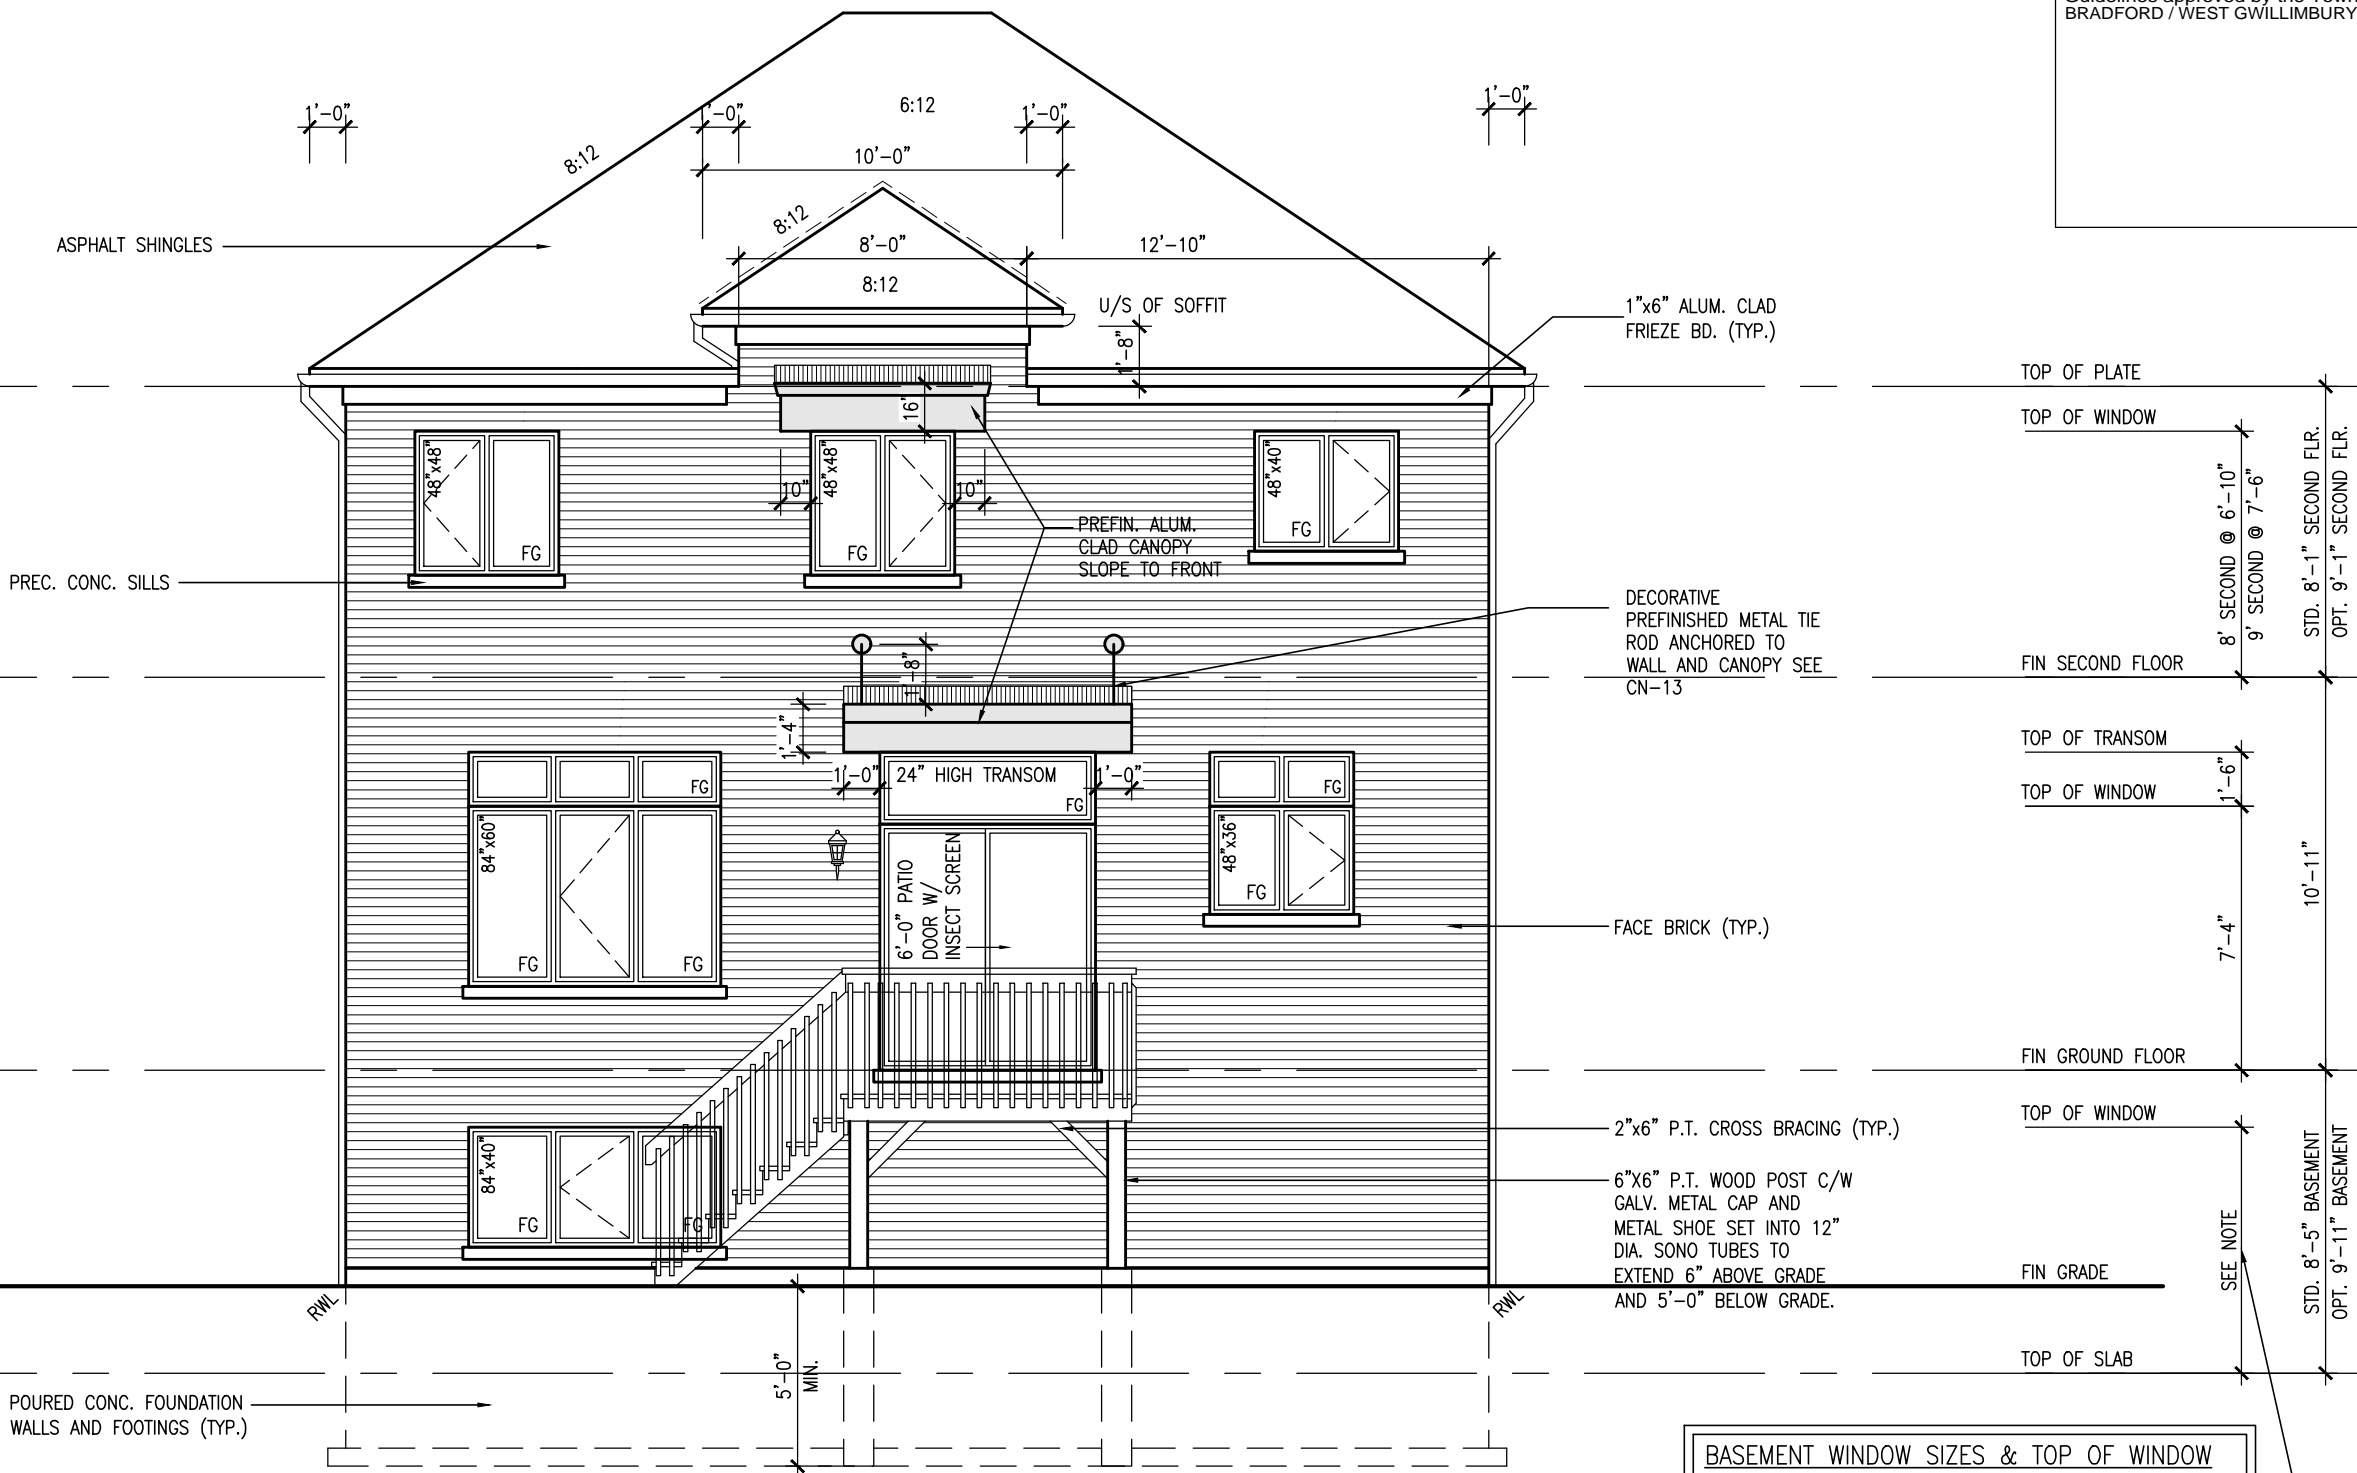 BRADFORD / WEST GWILLIMBURY
1'-0"
1'-0"
6:12
1'-0"
1'-0"
10'-0"
8:12
8:12
8'-0"
12'-10"
8:12
ASPHALT SHINGLES
U/S OF SOFFIT
1'-8"
1"x6" ALUM. CLAD
FRIEZE BD. (TYP.)
TOP OF PLATE
TOP OF WINDOW
16"
48"x48"
FG
48"x48"
FG
10"
10"
48"x40"
FG
PREFIN. ALUM.
CLAD CANOPY
SLOPE TO FRONT
PREC. CONC. SILLS
8' SECOND @ 6'-10"
9' SECOND @ 7'-6"
STD. 8'-1" SECOND FLR.
OPT. 9'-1" SECOND FLR.
DECORATIVE
PREFINISHED METAL TIE
ROD ANCHORED TO
WALL AND CANOPY SEE
CN-13
1'-8"
FIN SECOND FLOOR
1'-4"
TOP OF TRANSOM
TOP OF WINDOW
1'-6"
1'-0"
24" HIGH TRANSOM
FG
1'-0"
FG
84"x60"
FG
FG
FG
48"x36"
FG
6'-0" PATIO
DOOR W/
INSECT SCREEN
FACE BRICK (TYP.)
7'-4"
10'-11"
FIN GROUND FLOOR
TOP OF WINDOW
84"x40"
FG
FG
2"x6" P.T. CROSS BRACING (TYP.)
6"X6" P.T. WOOD POST C/W
GALV. METAL CAP AND
METAL SHOE SET INTO 12"
DIA. SONO TUBES TO
EXTEND 6" ABOVE GRADE
AND 5'-0" BELOW GRADE.
SEE NOTE
STD. 8'-5" BASEMENT
OPT. 9'-11" BASEMENT
FIN GRADE
RWL
RWL
5'-0"
MIN.
TOP OF SLAB
POURED CONC. FOUNDATION
WALLS AND FOOTINGS (TYP.)
BASEMENT WINDOW SIZES & TOP OF WINDOW